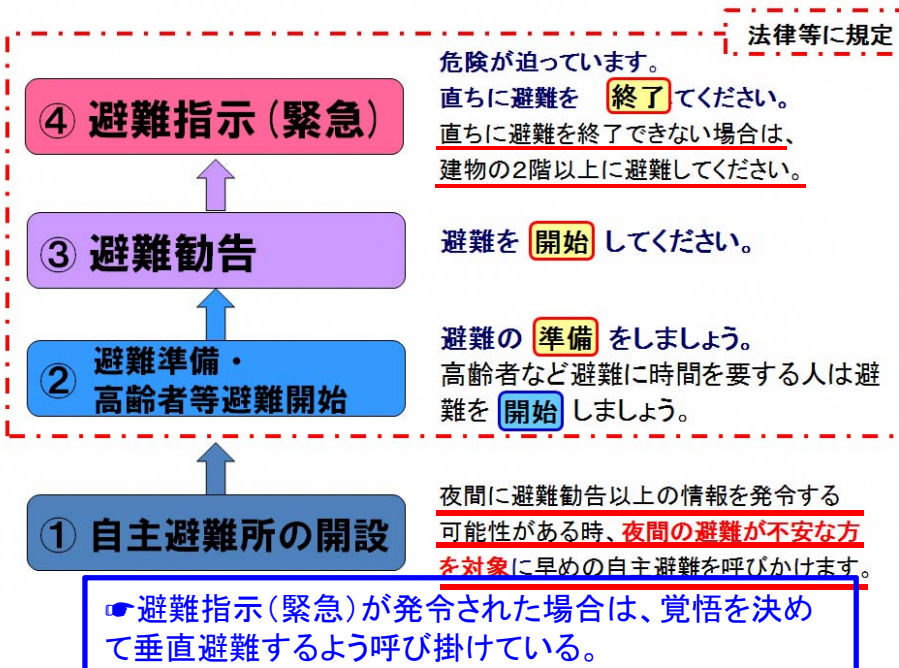 法律等に規定
④ 避難指示(緊急)
危険が迫っています。
直ちに避難を 終了てください。
直ちに避難を終了できない場合は、
建物の2階以上に避難してください。
③ 避難勧告
避難を 開始 してください。
② 避難準備・
高齢者等避難開始
避難の 準備 をしましょう。
高齢者など避難に時間を要する人は避
難を 開始 しましょう。
① 自主避難所の開設
夜間に避難勧告以上の情報を発令する
可能性がある時、夜間の避難が不安な方
を対象に早めの自主避難を呼びかけます。
☛避難指示(緊急)が発令された場合は、覚悟を決め
て垂直避難するよう呼び掛けている。